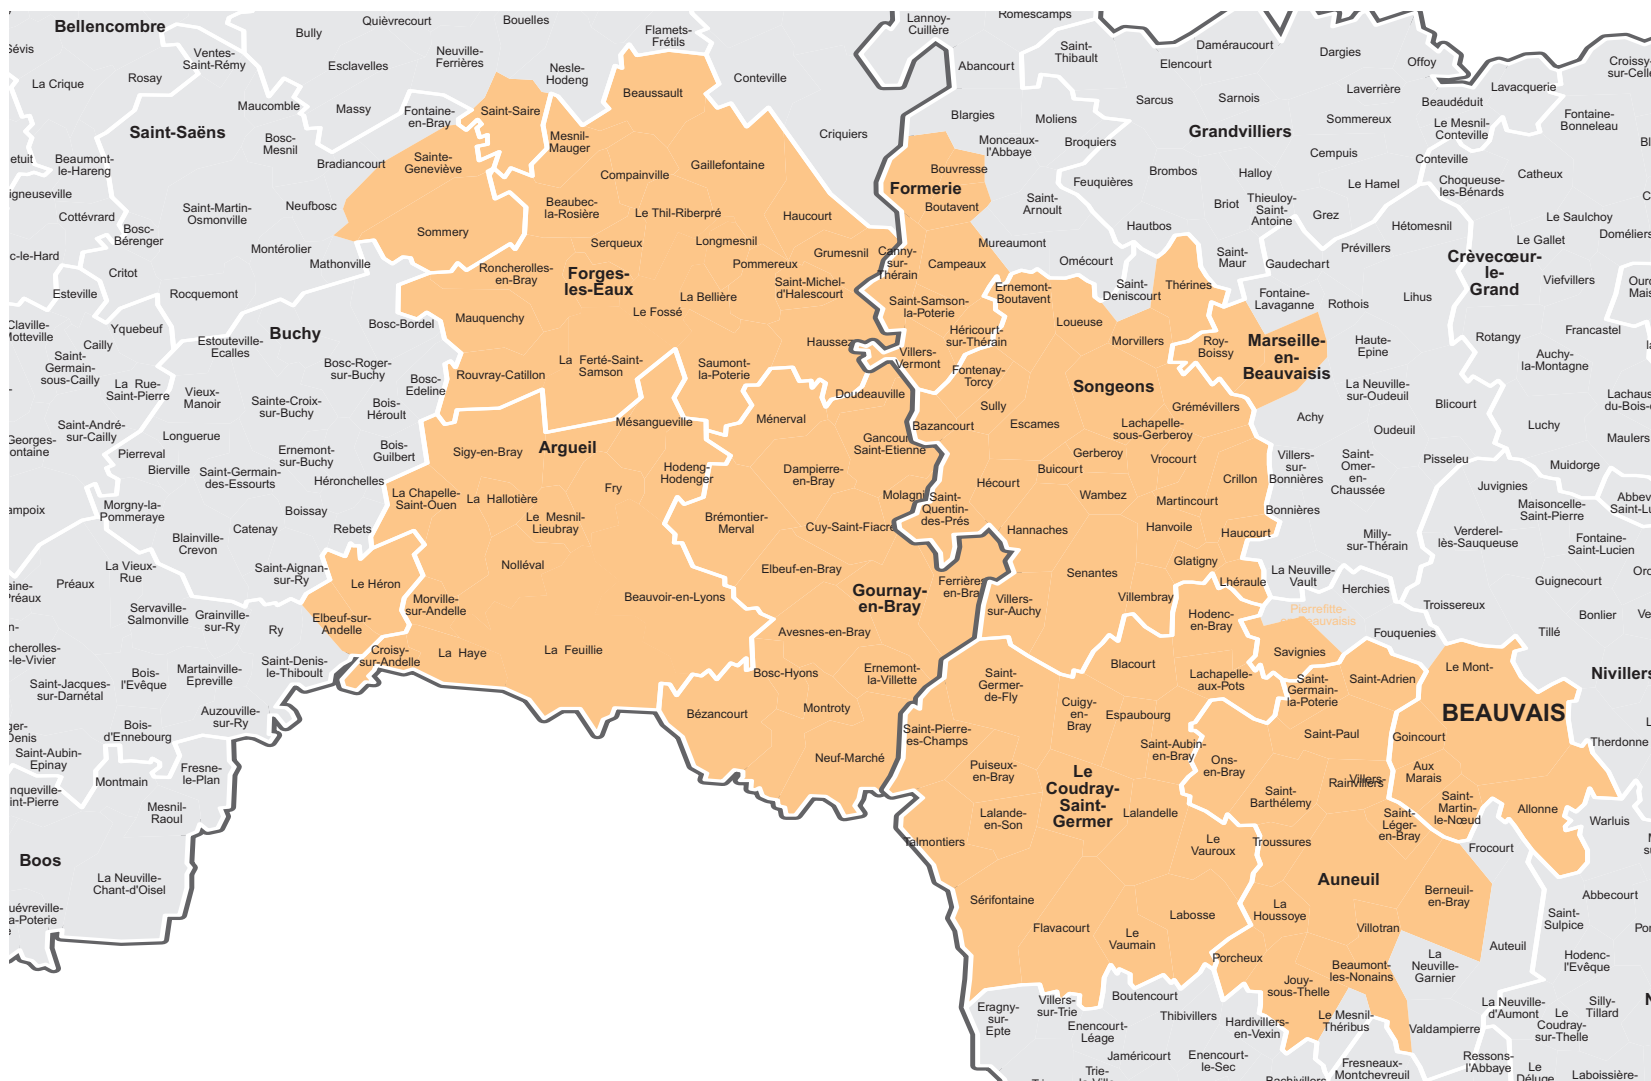 Bellencombre
Quièvrecourt
Bouelles
Bully
Flamets-
Frétils
Lannoy-
Cuillère
Romescamps
Ventes-
Saint-Rémy
Neuville-
Ferrières
Esclavelles
Nesle-
Hodeng
Saint-
Thibault
Daméraucourt
Dargies
Elencourt
Offoy
Croissy-
sur-Celle
La Crique
Rosay
Conteville
Abancourt
Beaussault
Laverrière
Lavacquerie
Maucomble
Massy
Fontaine-
en-Bray
Saint-Saire
Sarcus
Sarnois
Beaudéduit
Saint-Saëns
Blargies
Moliens
Sommereux
Fontaine-
Bonneleau
Grandvilliers
Le Mesnil-
Conteville
Bosc-
Mesnil
Mesnil-
Mauger
Criquiers
Monceaux-
l'Abbaye
Broquiers
Beaumont-
le-Hareng
Bradiancourt
Sainte-
Geneviève
Gaillefontaine
Bouvresse
Cempuis
Conteville
Compainville
Feuquières
Brombos
Halloy
Catheux
Formerie
Le Hamel
Choqueuse-
les-Bénards
Saint-Martin-
Osmonville
Neufbosc
Beaubec-
la-Rosière
Le Thil-Riberpré
Haucourt
Boutavent
Saint-
Arnoult
Briot
Thieuloy-
Saint-
Antoine
Grez
Cottévrard
Le Saulchoy
Bosc-
Bérenger
Sommery
Hautbos
Hétomesnil
Doméliers
Montérolier
Serqueux
Longmesnil
Mureaumont
Le Gallet
Saint-
Maur
Prévillers
Crèvecœur-
le-
Grand
Grumesnil
Canny-
sur-
Thérain
Campeaux
Omécourt
Gaudechart
Mathonville
Critot
Roncherolles-
en-Bray
Forges-
les-Eaux
Pommereux
Saint-Michel-
d'Halescourt
Ernemont-
Boutavent
Saint-
Deniscourt
Thérines
Viefvillers
Esteville
Rocquemont
La Bellière
Saint-Samson-
la-Poterie
Fontaine-
Lavaganne
Rothois
Lihus
Yquebeuf
Buchy
Bosc-Bordel
Mauquenchy
Le Fossé
Loueuse
Cailly
Estouteville-
Ecalles
Haussez
Héricourt-
sur-Thérain
Morvillers
Roy-
Boissy
Marseille-
en-
Beauvaisis
Haute-
Epine
Rotangy
Francastel
Saint-
Germain-
sous-Cailly
Bosc-Roger-
sur-Buchy
La Ferté-Saint-
Samson
Saumont-
la-Poterie
Villers-
Vermont
Auchy-
la-Montagne
La Rue-
Saint-Pierre
Vieux-
Manoir
Bosc-
Edeline
Rouvray-Catillon
Fontenay-
Torcy
Songeons
La Neuville-
sur-Oudeuil
Doudeauville
Sainte-Croix-
sur-Buchy
Bois-
Héroult
Sully
Grémévillers
Blicourt
Saint-André-
sur-Cailly
Mésangueville
Ménerval
Bazancourt
Escames
Lachapelle-
sous-Gerberoy
Achy
Luchy
Longuerue
Argueil
Gancourt-
Saint-Etienne
Oudeuil
Maulers
Pierreval
Ernemont-
sur-Buchy
Bois-
Guilbert
Sigy-en-Bray
Gerberoy
Vrocourt
Pisseleu
Bierville
Saint-Germain-
des-Essourts
Héronchelles
Hodeng-
Hodenger
Dampierre-
en-Bray
Buicourt
Crillon
Villers-
sur-
Bonnières
Saint-
Omer-
en-
Chaussée
Muidorge
La Chapelle-
Saint-Ouen
La Hallotière
Fry
Molagnies
Saint-
Quentin-
des-Prés
Hécourt
Wambez
Martincourt
Juvignies
Morgny-la-
Pommeraye
Boissay
Le Mesnil-
Lieubray
Brémontier-
Merval
Cuy-Saint-Fiacre
Bonnières
Maisoncelle-
Saint-Pierre
Catenay
Rebets
Hannaches
Hanvoile
Haucourt
Milly-
sur-Thérain
Verderel-
lès-Sauqueuse
Fontaine-
Saint-Lucien
Blainville-
Crevon
Nolléval
Elbeuf-en-Bray
Glatigny
La Vieux-
Rue
Saint-Aignan-
sur-Ry
Le Héron
Gournay-
en-Bray
Ferrières-
en-Bray
Senantes
Lhéraule
La Neuville-
Vault
Guignecourt
Préaux
Morville-
sur-Andelle
Beauvoir-en-Lyons
Villers-
sur-Auchy
Villembray
Herchies
Troissereux
Servaville-
Salmonville
Grainville-
sur-Ry
Elbeuf-sur-
Andelle
Hodenc-
en-Bray
Pierrefitte-
en-Beauvaisis
Bonlier
Ry
Avesnes-en-Bray
Fouquenies
Tillé
Croisy-
sur-Andelle
La Haye
La Feuillie
Savignies
Bois-
l'Evêque
Martainville-
Epreville
Saint-Denis-
le-Thiboult
Bosc-Hyons
Ernemont-
la-Villette
Saint-
Germer-
de-Fly
Blacourt
Lachapelle-
aux-Pots
Saint-
Germain-
la-Poterie
Saint-Adrien
Le Mont-
Nivillers
Saint-Jacques-
sur-Darnétal
Auzouville-
sur-Ry
Bézancourt
Montroty
Cuigy-
en-
Bray
Espaubourg
BEAUVAIS
Bois-
d'Ennebourg
Saint-Pierre-
es-Champs
Saint-Paul
Goincourt
Therdonne
Saint-Aubin-
Epinay
Neuf-Marché
Saint-Aubin-
en-Bray
Ons-
en-Bray
Montmain
Fresne-
le-Plan
Puiseux-
en-Bray
Le
Coudray-
Saint-
Germer
Rainvillers
Villers-
Aux
Marais
Mesnil-
Raoul
Lalande-
en-Son
Lalandelle
Saint-
Barthélemy
Saint-
Léger-
en-Bray
Saint-
Martin-
le-Nœud
Allonne
Warluis
Talmontiers
Le
Vauroux
Troussures
Frocourt
Boos
La Neuville-
Chant-d'Oisel
Auneuil
Sérifontaine
Berneuil-
en-Bray
Abbecourt
La
Houssoye
Labosse
Flavacourt
Le
Vaumain
Villotran
Saint-
Sulpice
Porcheux
Auteuil
Beaumont-
les-Nonains
La
Neuville-
Garnier
Hodenc-
l'Evêque
Jouy-
sous-Thelle
Eragny-
sur-
Epte
Villers-
sur-Trie
Boutencourt
Thibivillers
Hardivillers-
en-Vexin
Le Mesnil-
Théribus
Valdampierre
La Neuville-
d'Aumont
Silly-
Tillard
Le
Coudray-
sur-Thelle
Enencourt-
Léage
Jaméricourt
Enencourt-
le-Sec
Fresneaux-
Montchevreuil
Ressons-
l'Abbaye
Le
Déluge
Laboissière-
Trie-
Bachivillers